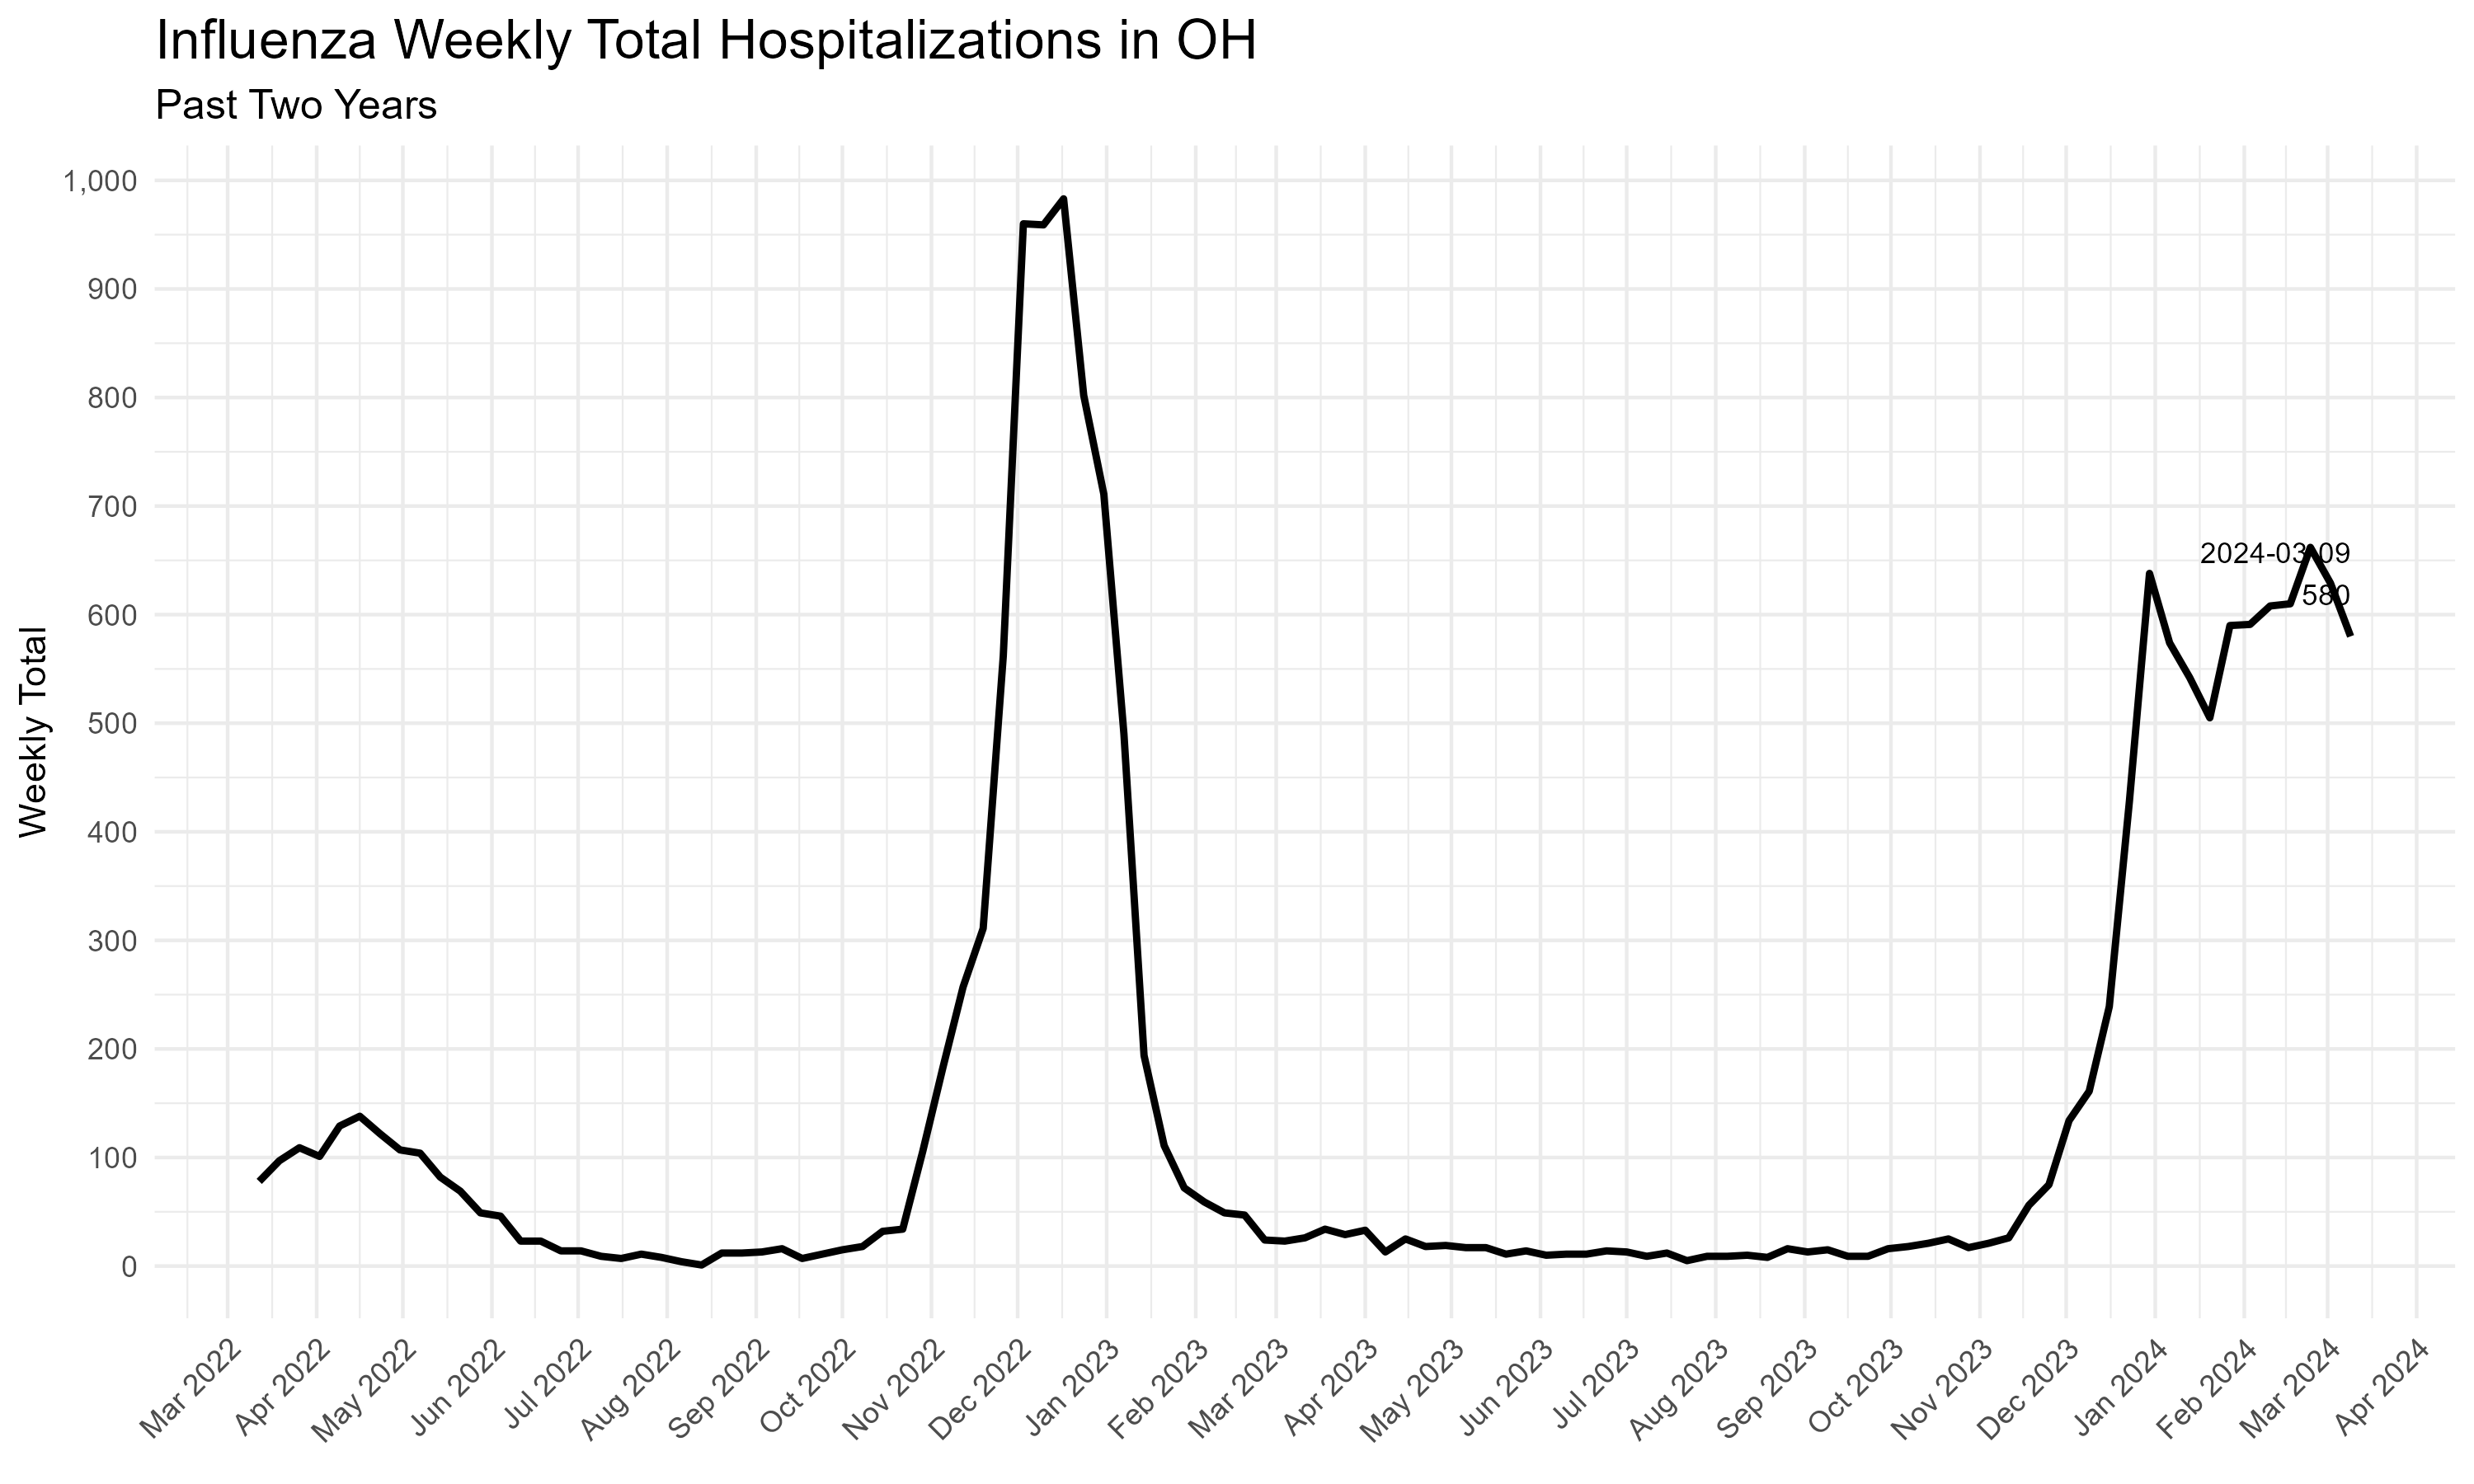 Influenza Weekly Total Hospitalizations in OH
Past Two Years
Weekly Total
1,000
900
800
700
600
500
400
300
200
100
0
2024-03-09
580
Mar 2022
Apr 2022
May 2022
Jun 2022
Jul 2022
Aug 2022
Sep 2022
Oct 2022
Nov 2022
Dec 2022
Jan 2023
Feb 2023
Mar 2023
Apr 2023
May 2023
Jun 2023
Jul 2023
Aug 2023
Sep 2023
Oct 2023
Nov 2023
Dec 2023
Jan 2024
Feb 2024
Mar 2024
Apr 2024